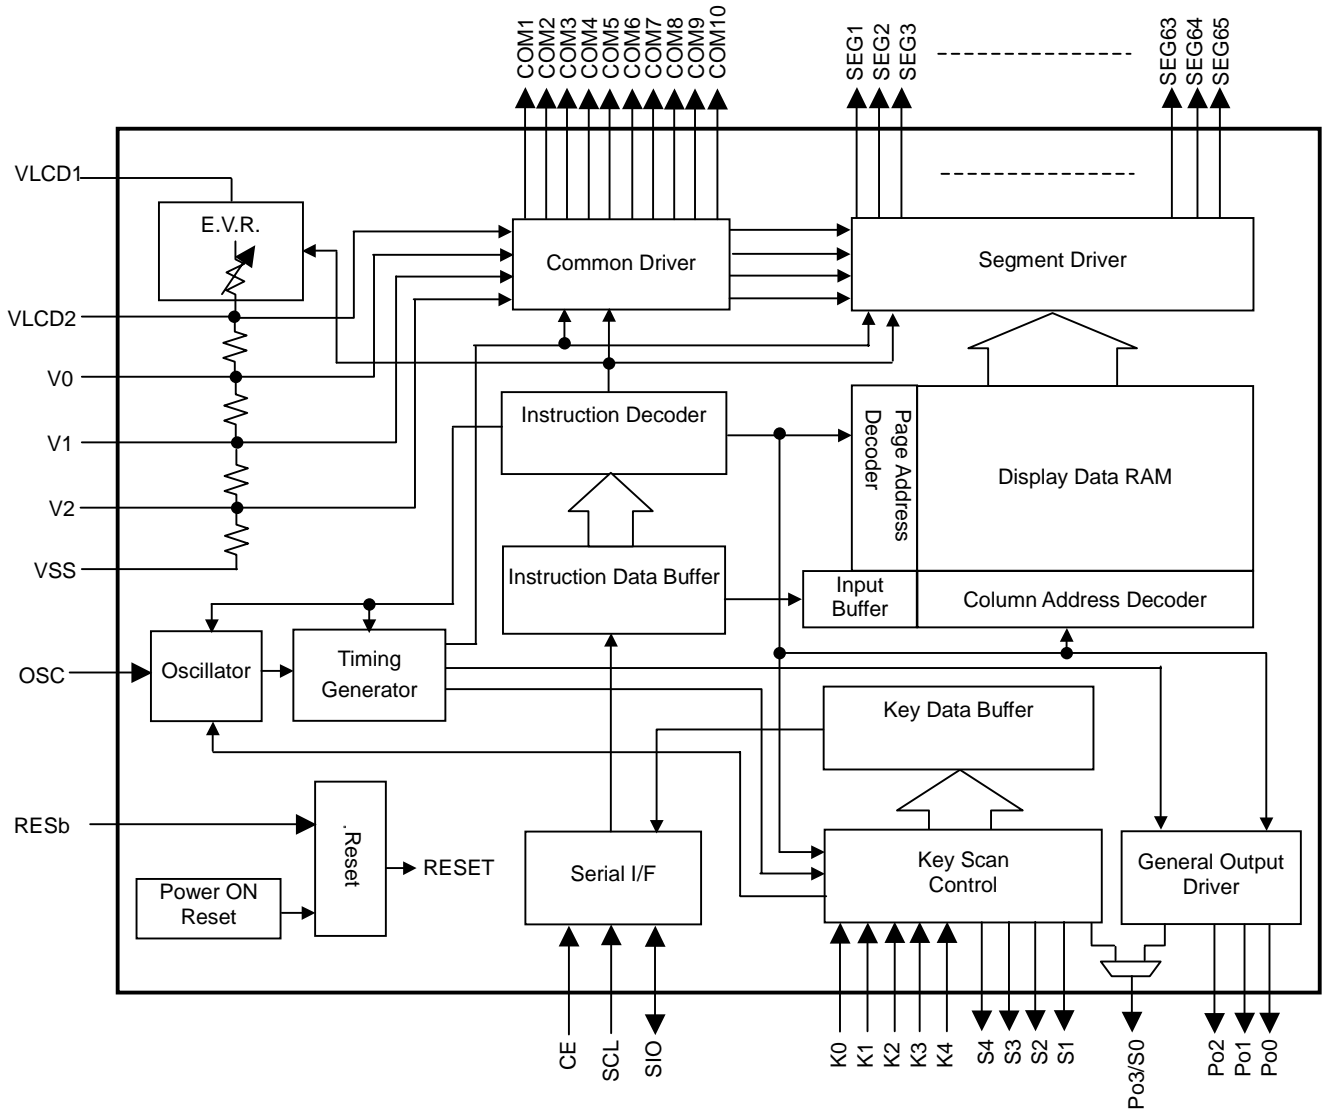 COM1
COM2
COM3
COM4
COM5
COM6
COM7
COM8
COM9
COM10
SEG1
SEG2
SEG3
SEG63
SEG64
SEG65
VLCD1
E.V.R.
Common Driver
Segment Driver
VLCD2
V0
Instruction Decoder
Page Address
Decoder
Display Data RAM
V1
V2
VSS
Instruction Data Buffer
Input
Buffer
Column Address Decoder
OSC
Oscillator
Timing
Generator
Key Data Buffer
RESb
.Reset
RESET
Power ON
Reset
Serial I/F
Key Scan
Control
General Output
Driver
CE
SCL
SIO
K0
K1
K2
K3
K4
S4
S3
S2
S1
Po3/S0
Po2
Po1
Po0